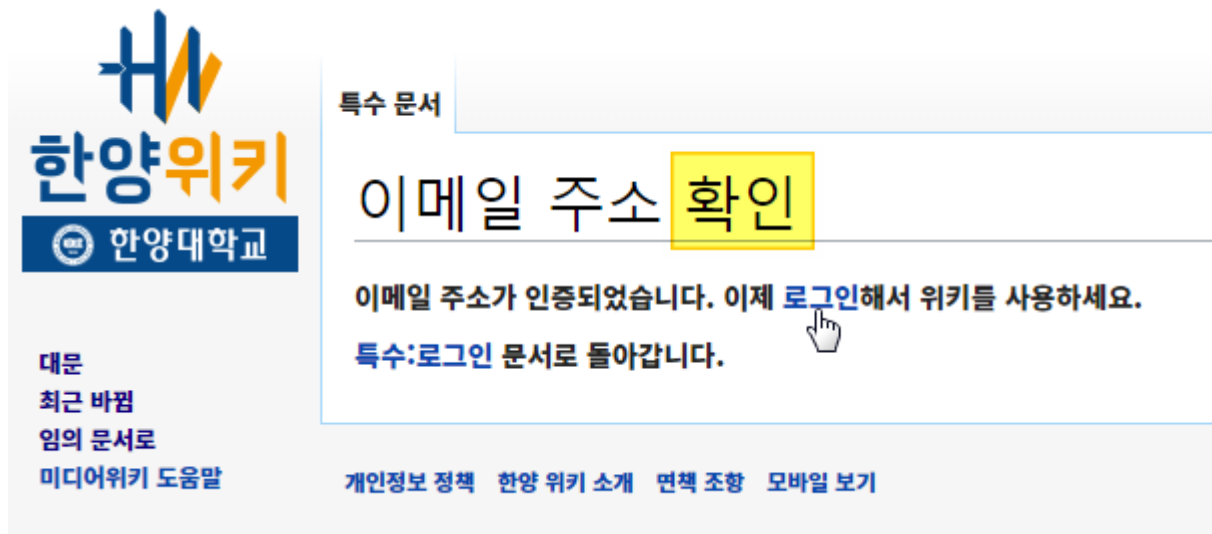 한양위키
한양대학교
대문
최근 바뀜
임의 문서로
미디어위키 도움말
특수 문서
이메일 주소 확인
이메일 주소가 인증되었습니다. 이제 로그인해서 위키를 사용하세요.
특수:로그인 문서로 돌아갑니다.
개인정보 정책 한양 위키 소개 면책 조항 모바일 보기